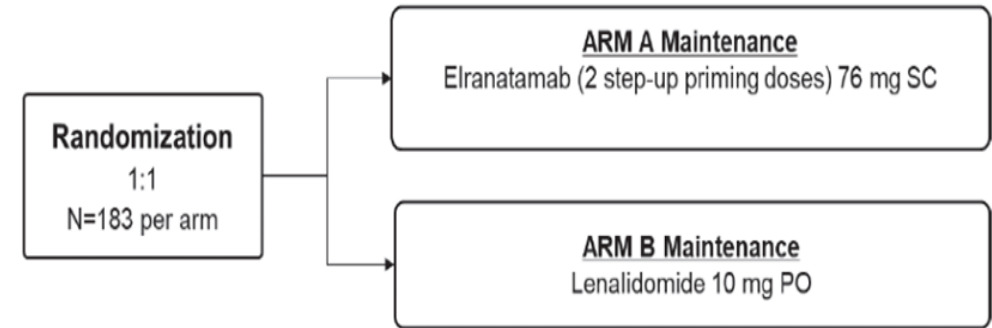 Randomization
1:1
N=183 per arm
ARM A Maintenance
Elranatamab (2 step-up priming doses) 76 mg SC
ARM B Maintenance
Lenalidomide 10 mg PO